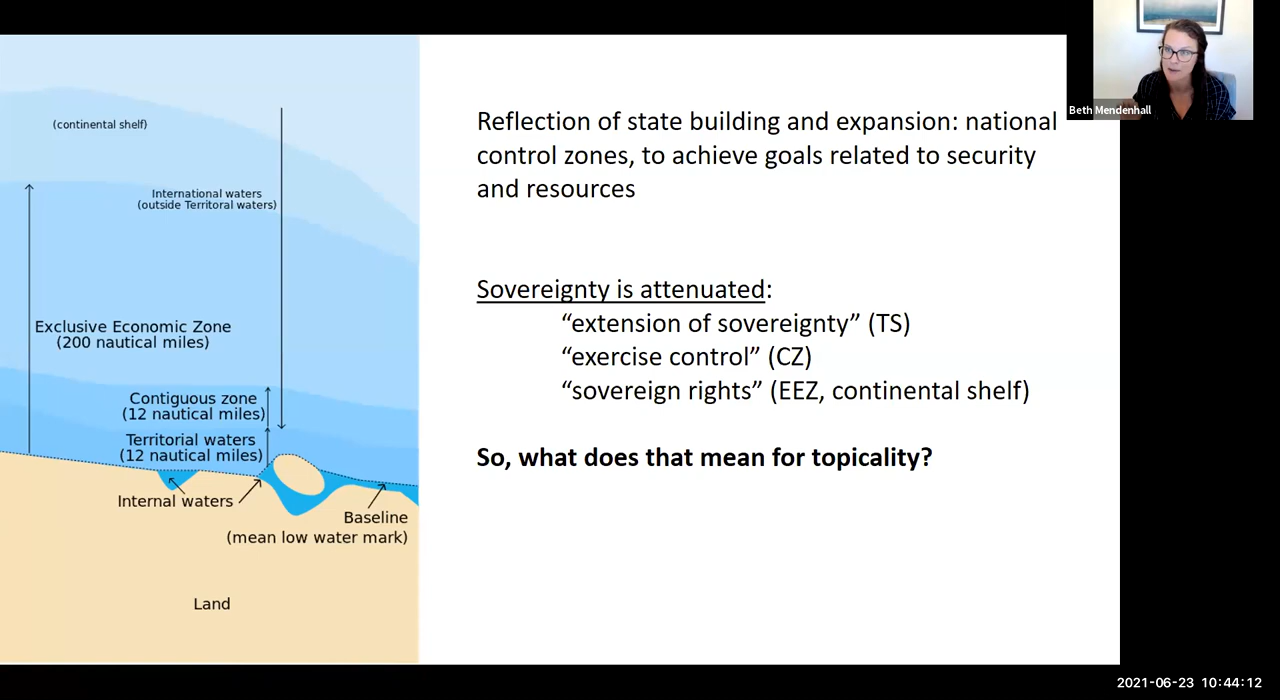 (continental shelf)
International waters
(outside Territoral waters)
Exclusive Economic Zone
(200 nautical miles)
Contiguous zone
(12 nautical miles)
Territorial waters
(12 nautical miles)
Internal waters
Baseline
(mean low water mark)
Land
Reflection of state building and expansion: national
control zones, to achieve goals related to security
and resources
Sovereignty is attenuated:
“extension of sovereignty” (TS)
“exercise control” (CZ)
“sovereign rights” (EEZ, continental shelf)
So, what does that mean for topicality?
Beth Mendenhall
2021-06-23 10:44:12